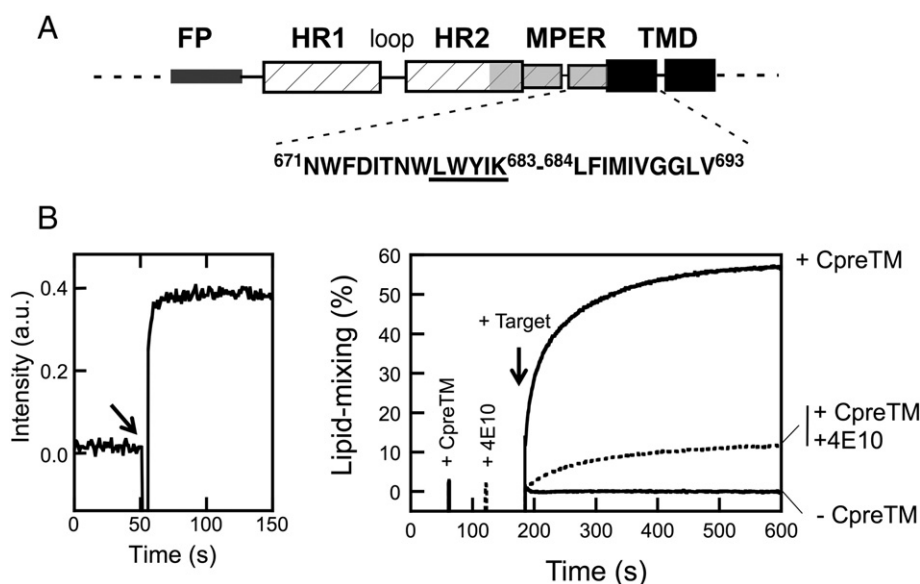 A
FP HR1 loop HR2 MPER TMD
⁶⁷¹NWFDITNWLWYIK⁶⁸³-⁶⁸⁴LFIMIVGGLV⁶⁹³
B
Intensity (a.u.)
0.4
0.2
0.0
0 50 100 150
Time (s)
Lipid-mixing (%)
60
50
40
30
20
10
0
+ CpreTM
+ 4E10
+ Target
0 100 200 300 400 500 600
Time (s)
+ CpreTM
+ CpreTM
+4E10
- CpreTM